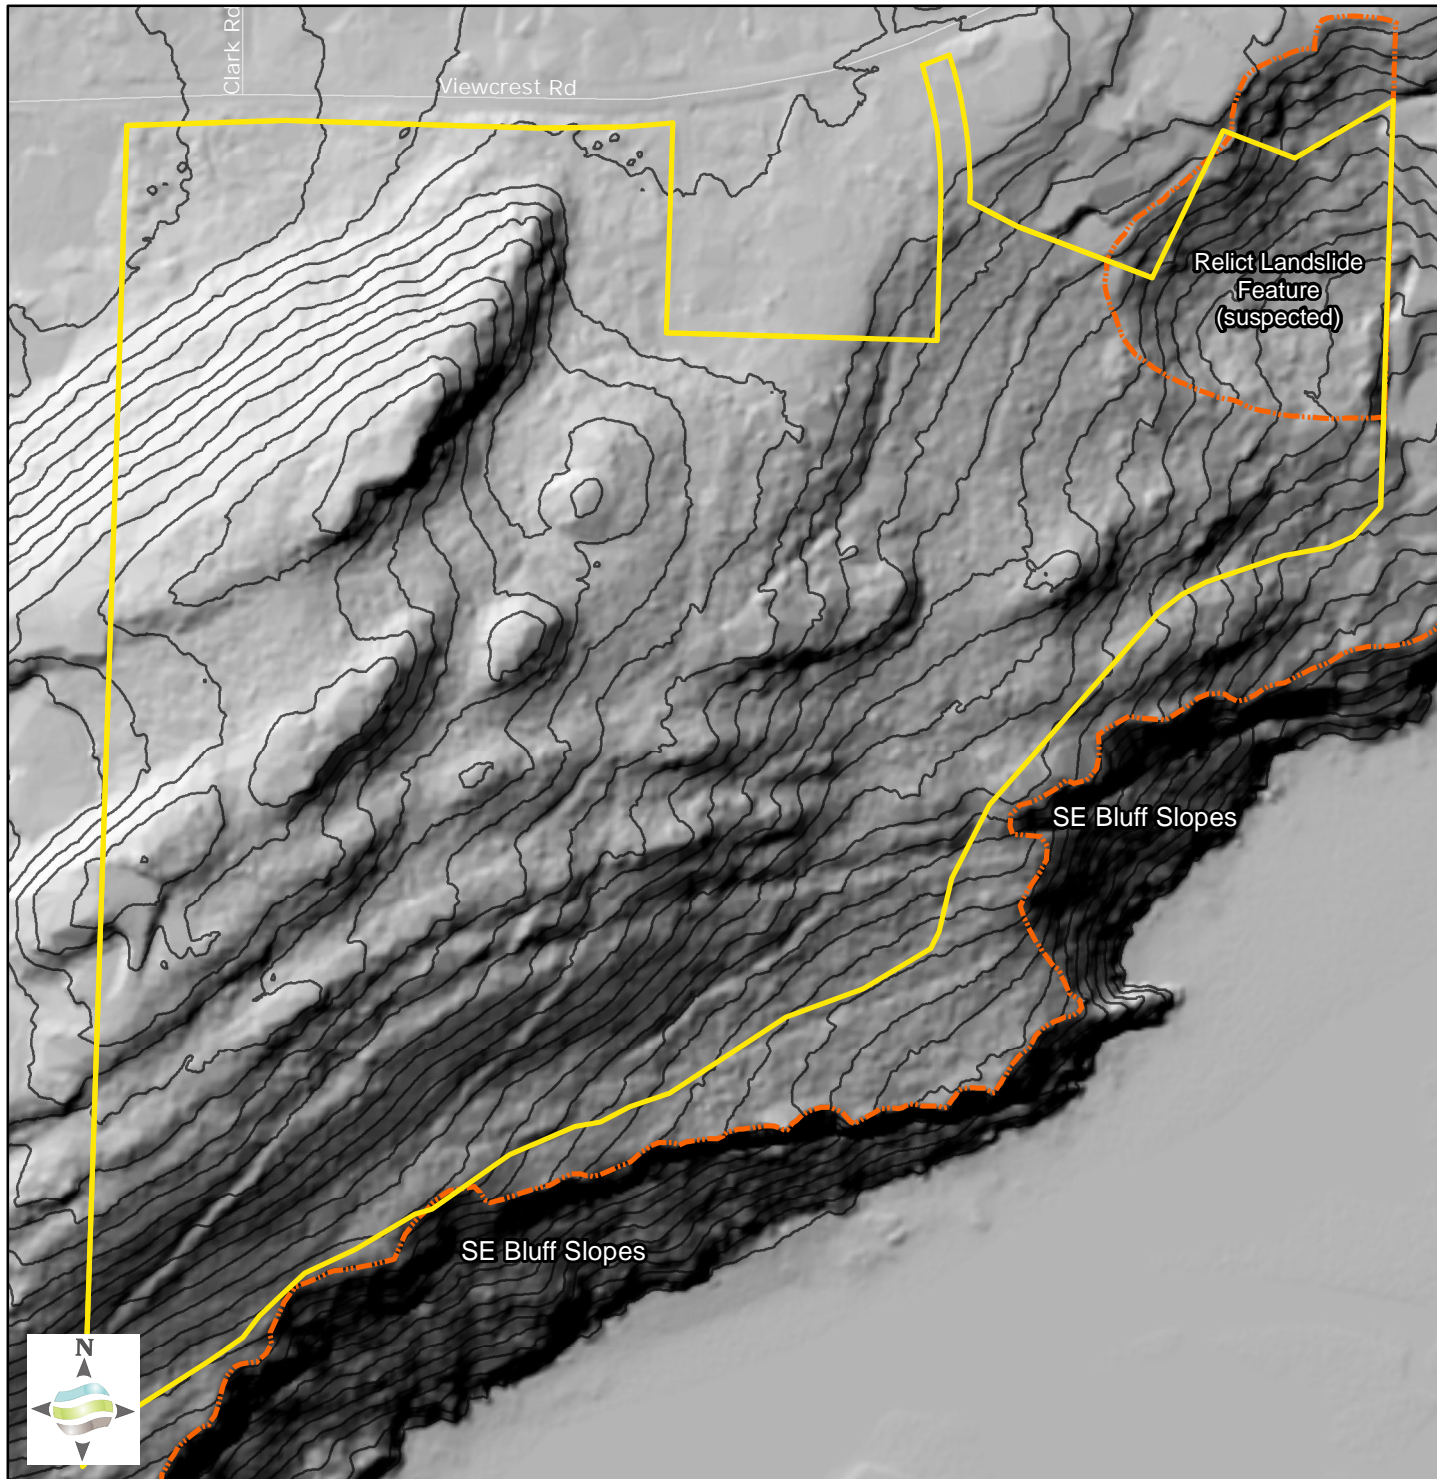 Clark Rd
Viewcrest Rd
Relict Landslide
Feature
(suspected)
SE Bluff Slopes
SE Bluff Slopes
N